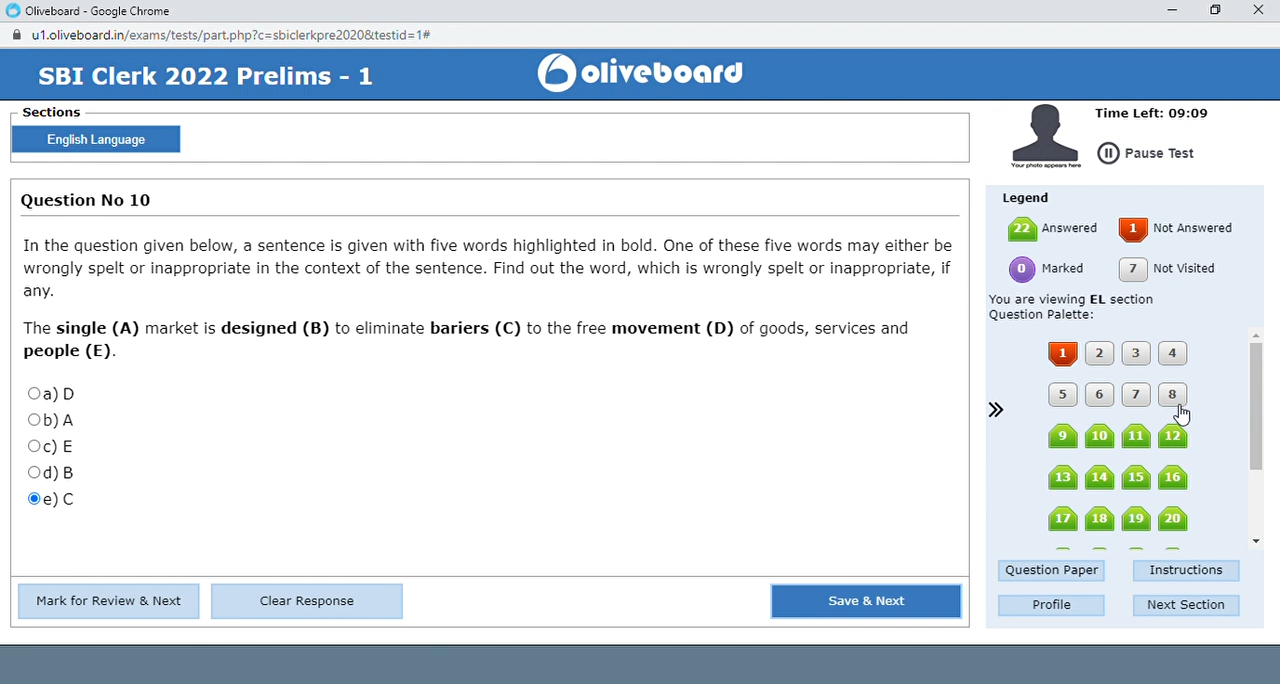 Oliveboard - Google Chrome
u1.oliveboard.in/exams/tests/part.php?c=sbiclerkpre2020&testid=1#
SBI Clerk 2022 Prelims - 1
oliveboard
Sections
English Language
Your photo appears here
Time Left: 09:09
Pause Test
Question No 10
In the question given below, a sentence is given with five words highlighted in bold. One of these five words may either be
wrongly spelt or inappropriate in the context of the sentence. Find out the word, which is wrongly spelt or inappropriate, if
any.
The single (A) market is designed (B) to eliminate bariers (C) to the free movement (D) of goods, services and
people (E).
a) D
b) A
c) E
d) B
e) C
Mark for Review & Next
Clear Response
Save & Next
Legend
22 Answered
1 Not Answered
0 Marked
7 Not Visited
You are viewing EL section
Question Palette:
1 2 3 4
5 6 7 8
9 10 11 12
13 14 15 16
17 18 19 20
Question Paper
Instructions
Profile
Next Section